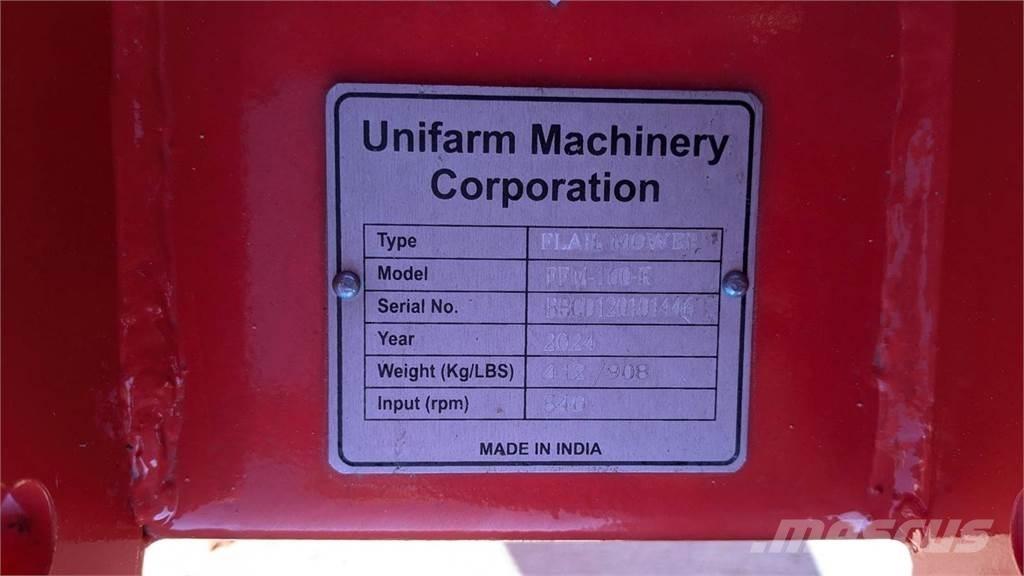 Unifarm Machinery
Corporation
Type FLAIL MOWER
Model
Serial No.
Year 2024
Weight (Kg/LBS) 412/908
Input (rpm) 540
MADE IN INDIA
mascus